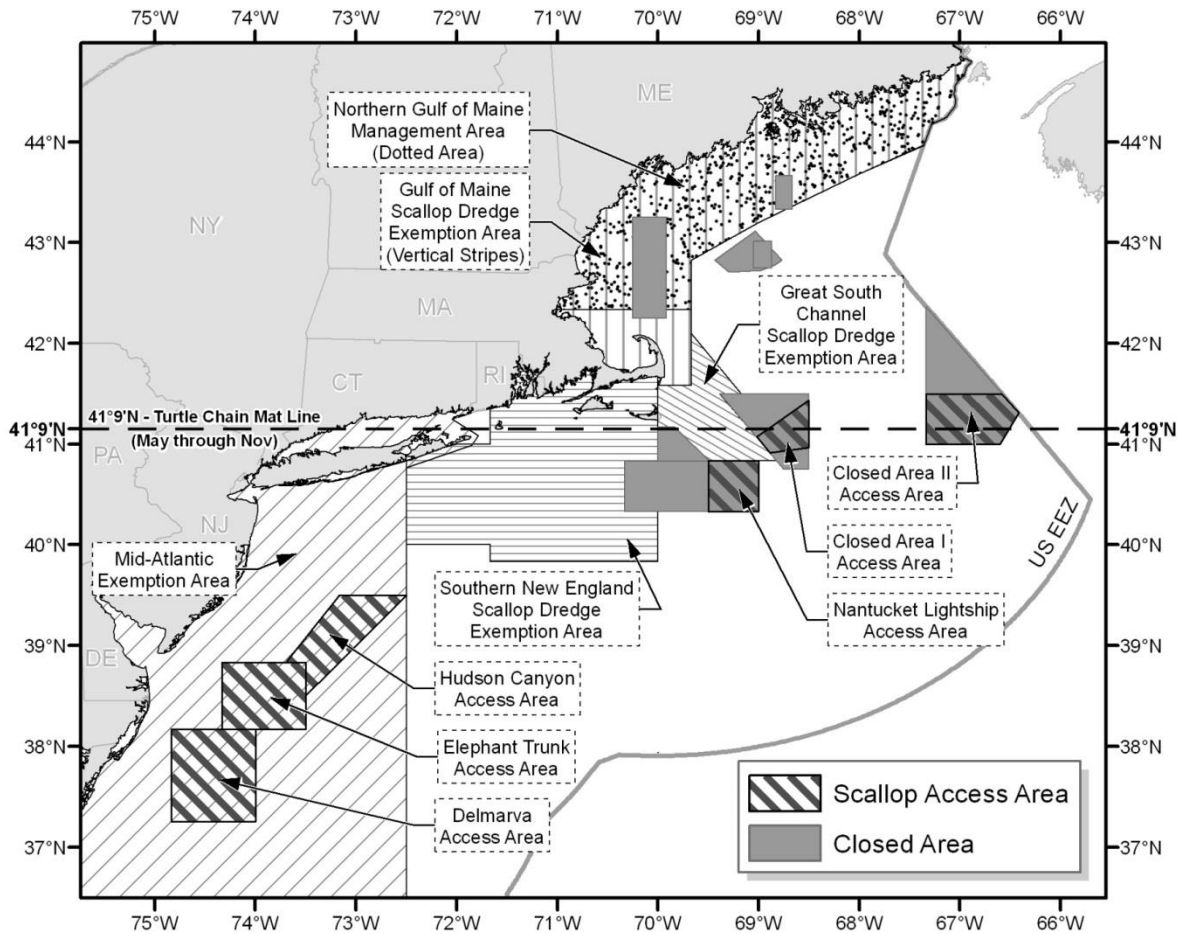 75°W 74°W 73°W 72°W 71°W 70°W 69°W 68°W 67°W 66°W
ME
Northern Gulf of Maine
Management Area
(Dotted Area)
44°N
44°N
Gulf of Maine
Scallop Dredge
Exemption Area
(Vertical Stripes)
NY
43°N
43°N
Great South
Channel
Scallop Dredge
Exemption Area
MA
42°N
42°N
CT
RI
41°9'N - Turtle Chain Mat Line
(May through Nov)
41°9'N
41°9'N
41°N
41°N
PA
Closed Area II
Access Area
NJ
US EEZ
Mid-Atlantic
Exemption Area
40°N
40°N
Closed Area I
Access Area
Southern New England
Scallop Dredge
Exemption Area
Nantucket Lightship
Access Area
39°N
39°N
DE
Hudson Canyon
Access Area
38°N
38°N
Elephant Trunk
Access Area
Scallop Access Area
Delmarva
Access Area
Closed Area
37°N
37°N
75°W 74°W 73°W 72°W 71°W 70°W 69°W 68°W 67°W 66°W